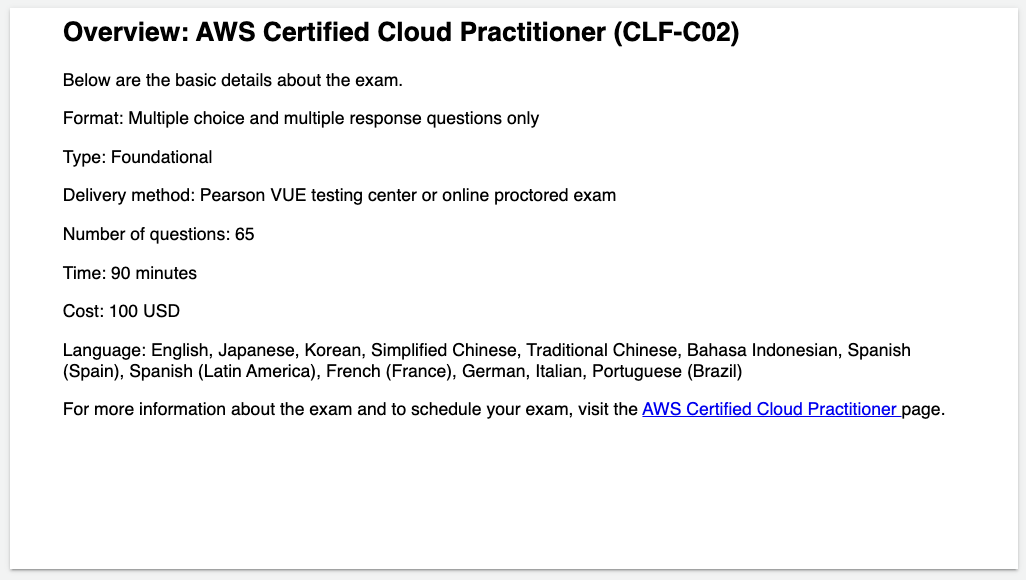 Overview: AWS Certified Cloud Practitioner (CLF-C02)
Below are the basic details about the exam.
Format: Multiple choice and multiple response questions only
Type: Foundational
Delivery method: Pearson VUE testing center or online proctored exam
Number of questions: 65
Time: 90 minutes
Cost: 100 USD
Language: English, Japanese, Korean, Simplified Chinese, Traditional Chinese, Bahasa Indonesian, Spanish
(Spain), Spanish (Latin America), French (France), German, Italian, Portuguese (Brazil)
For more information about the exam and to schedule your exam, visit the AWS Certified Cloud Practitioner page.